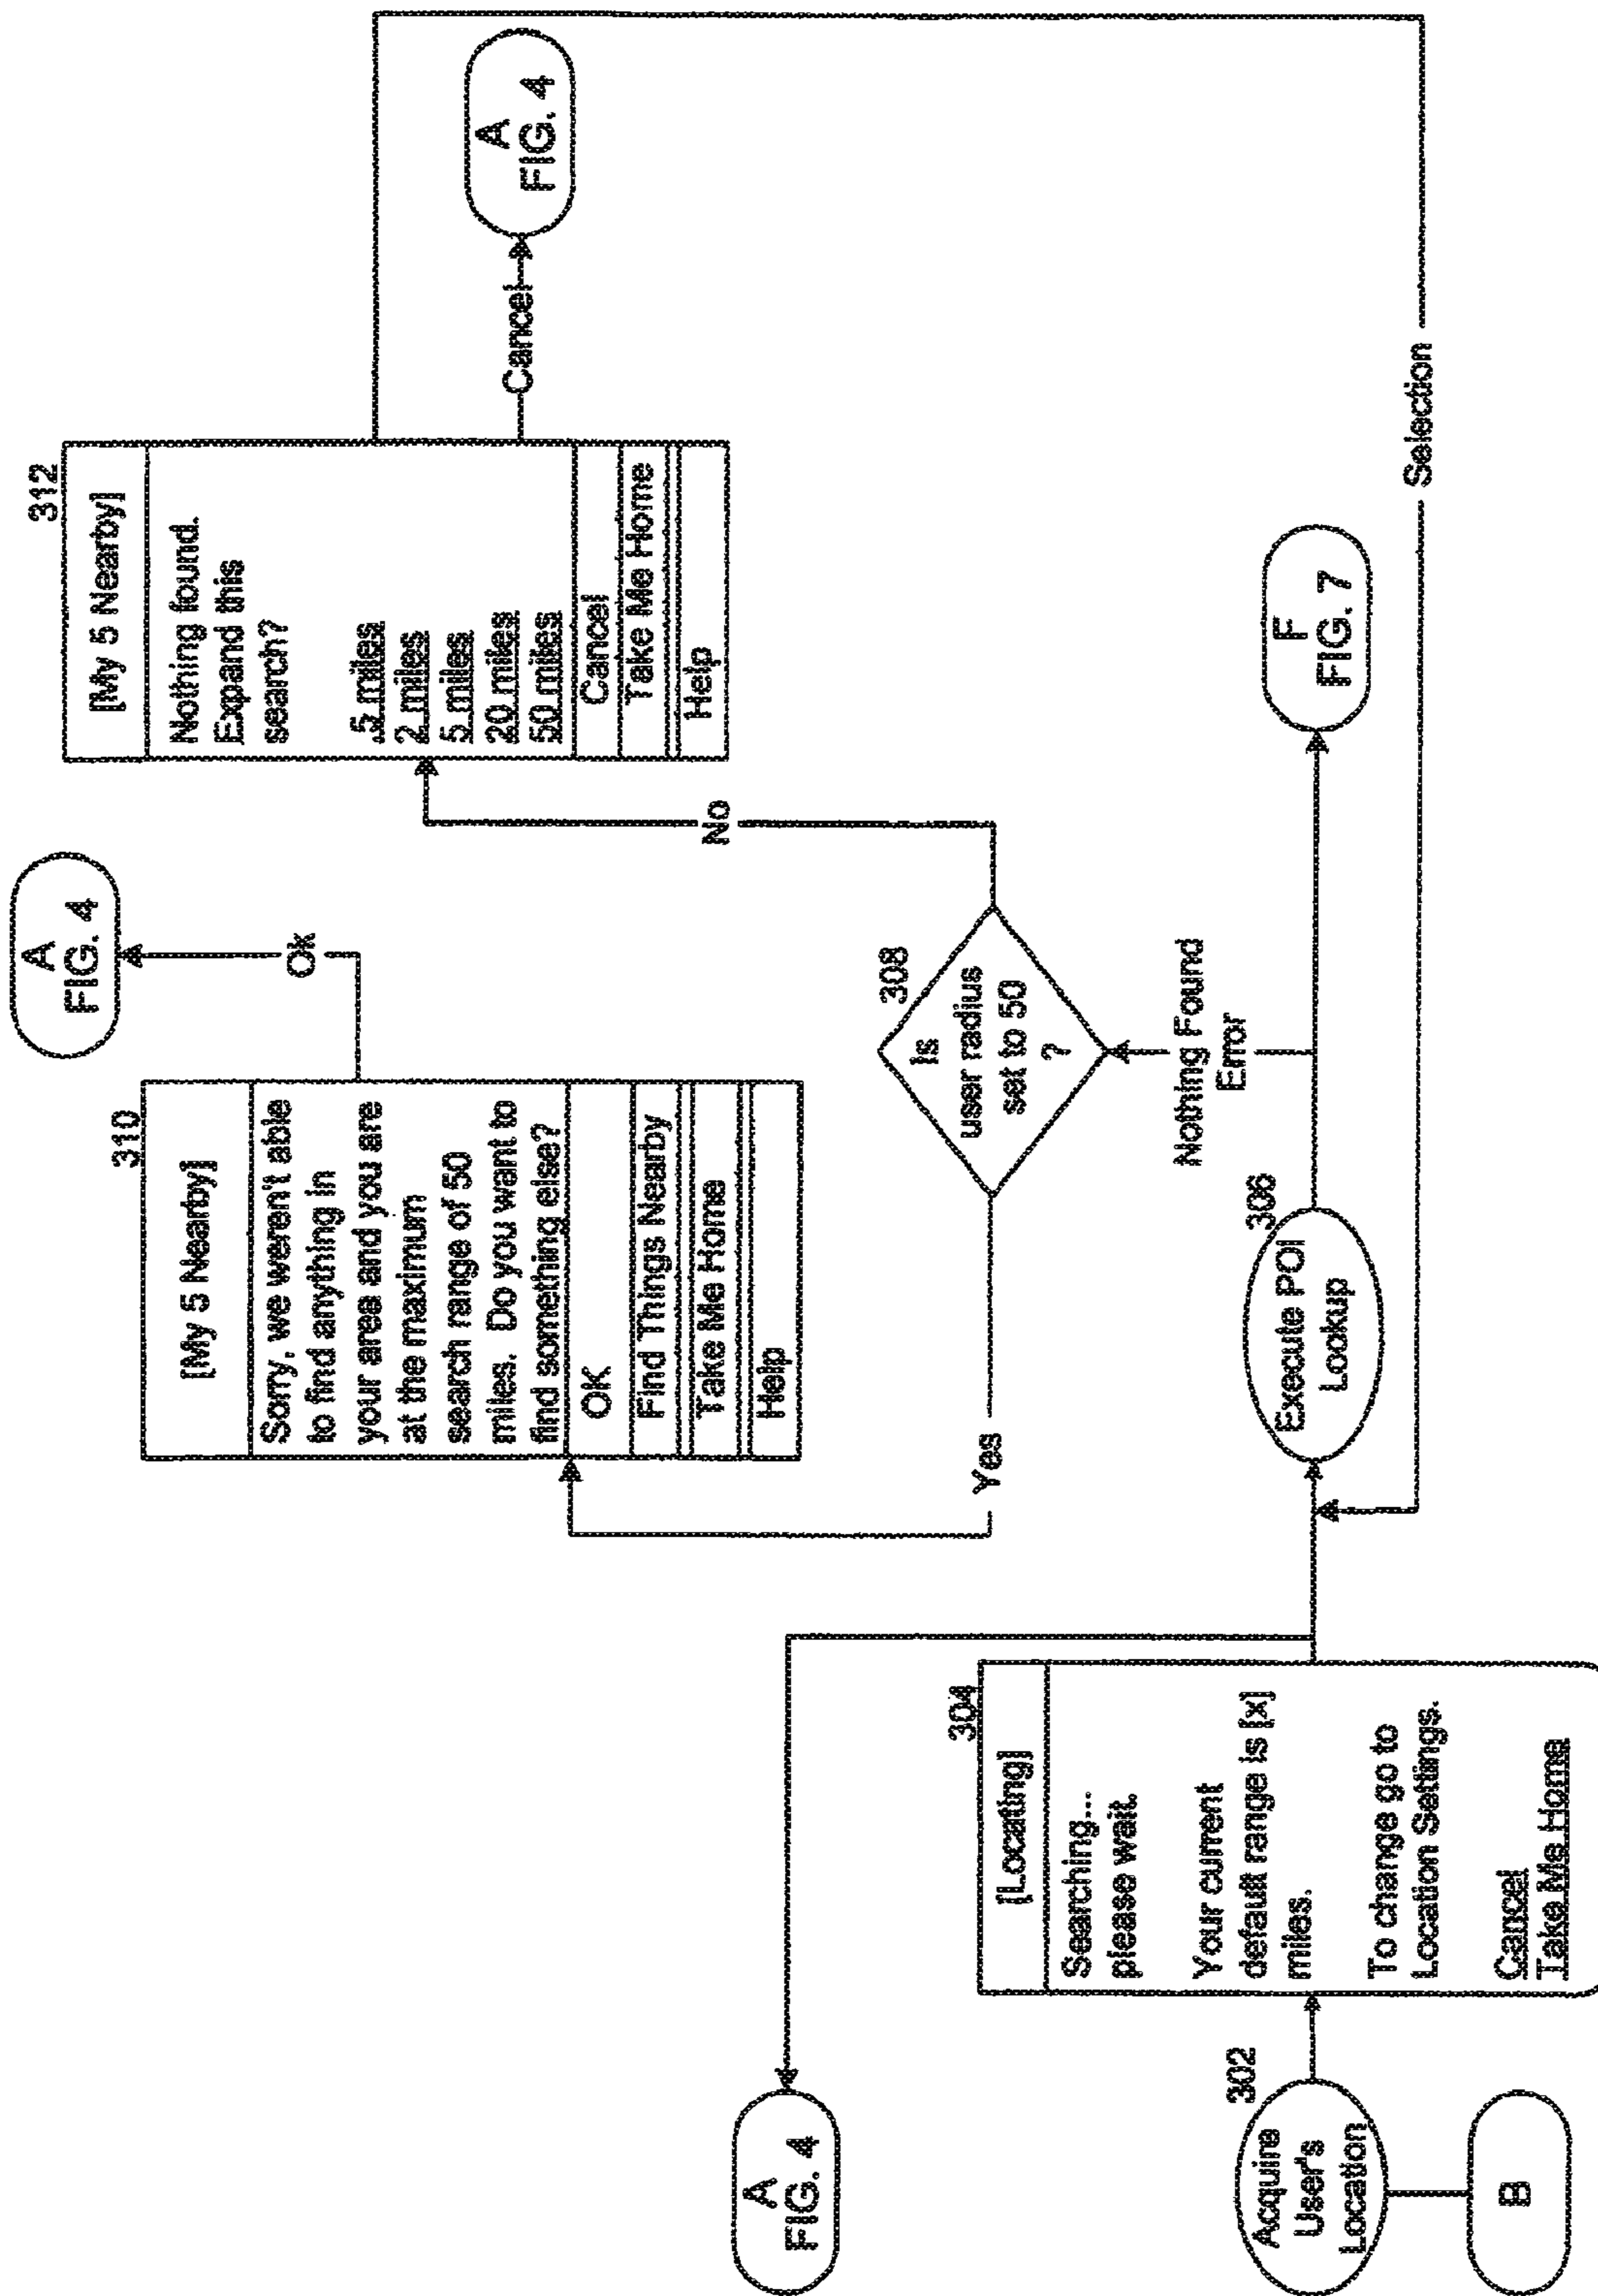 A
FIG. 4
Ok
310
[My 5 Nearby]
Sorry, we weren't able
to find anything in
your area and you are
at the maximum
search range of 50
miles. Do you want to
find something else?
OK
Find Things Nearby
Take Me Home
Help
312
[My 5 Nearby]
Nothing found.
Expand this
search?
.5 miles
2 miles
5 miles
20 miles
50 miles
Cancel
Take Me Home
Help
Cancel
A
FIG. 4
A
FIG. 4
Yes
308
Is
user radius
set to 50
?
No
Nothing Found
Error
302
Acquire
User's
Location
B
304
[Locating]
Searching...
please wait.
Your current
default range is [x]
miles.
To change go to
Location Settings.
Cancel
Take Me Home
306
Execute POI
Lookup
F
FIG. 7
Selection